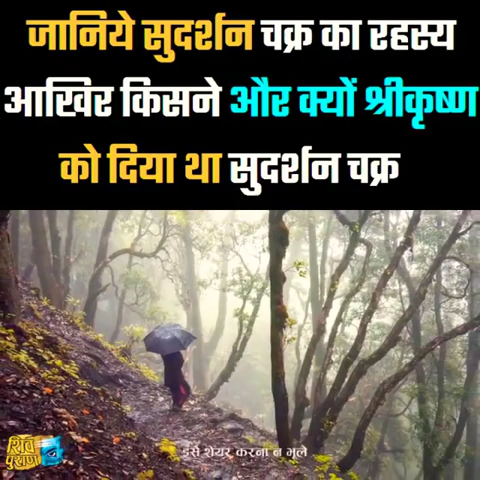 जानिये सुदर्शन चक्र का रहस्य
आखिर किसने और क्यों श्रीकृष्ण
को दिया था सुदर्शन चक्र
शिव
पुराण
इसे शेयर करना न भूले